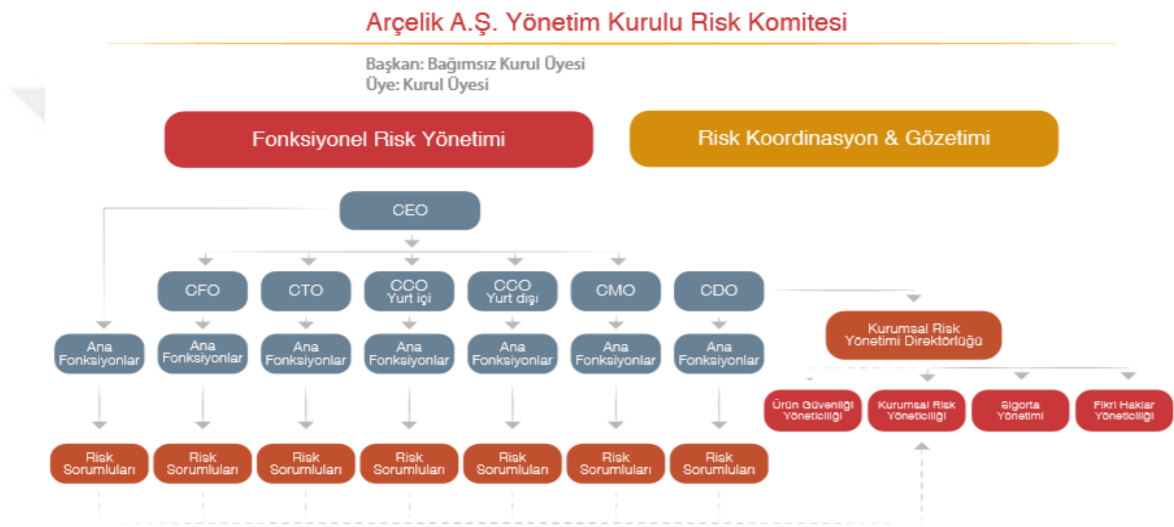 Arçelik A.Ş. Yönetim Kurulu Risk Komitesi
Başkan: Bağımsız Kurul Üyesi
Üye: Kurul Üyesi
Fonksiyonel Risk Yönetimi
Risk Koordinasyon & Gözetimi
CEO
CFO
CTO
CCO
Yurt içi
CCO
Yurt dışı
CMO
CDO
Kurumsal Risk
Yönetimi Direktörlüğü
Ana
Fonksiyonlar
Ana
Fonksiyonlar
Ana
Fonksiyonlar
Ana
Fonksiyonlar
Ana
Fonksiyonlar
Ana
Fonksiyonlar
Ana
Fonksiyonlar
Ürün Güvenliği
Yöneticiliği
Kurumsal Risk
Yöneticiliği
Sigorta
Yönetimi
Fikri Haklar
Yöneticiliği
Risk
Sorumluları
Risk
Sorumluları
Risk
Sorumluları
Risk
Sorumluları
Risk
Sorumluları
Risk
Sorumluları
Risk
Sorumluları